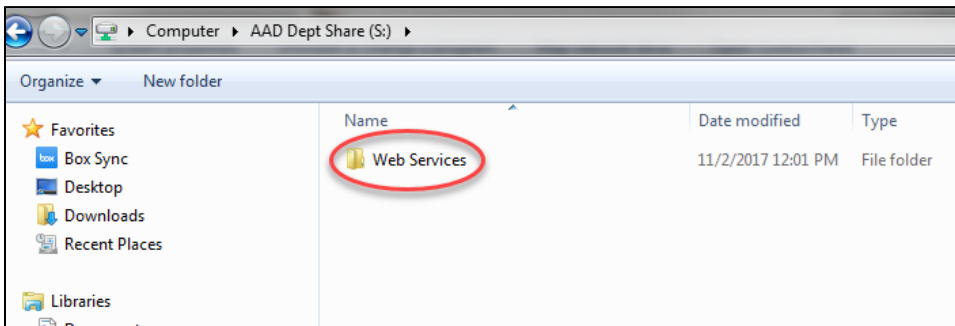 Computer ▸ AAD Dept Share (S:) ▸
Organize ▾ New folder
Name Date modified Type
Favorites
box Box Sync
Desktop
Downloads
Recent Places
Libraries
Web Services 11/2/2017 12:01 PM File folder